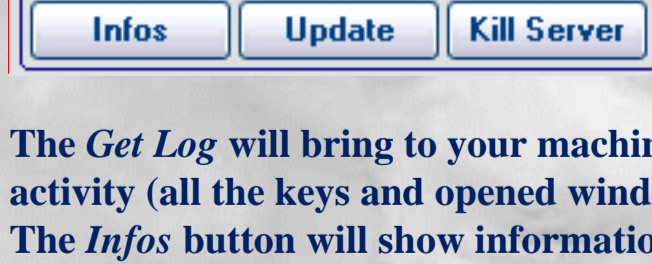 Infos Update Kill Server
The Get Log will bring to your machin
activity (all the keys and opened wind
The Infos button will show informatio